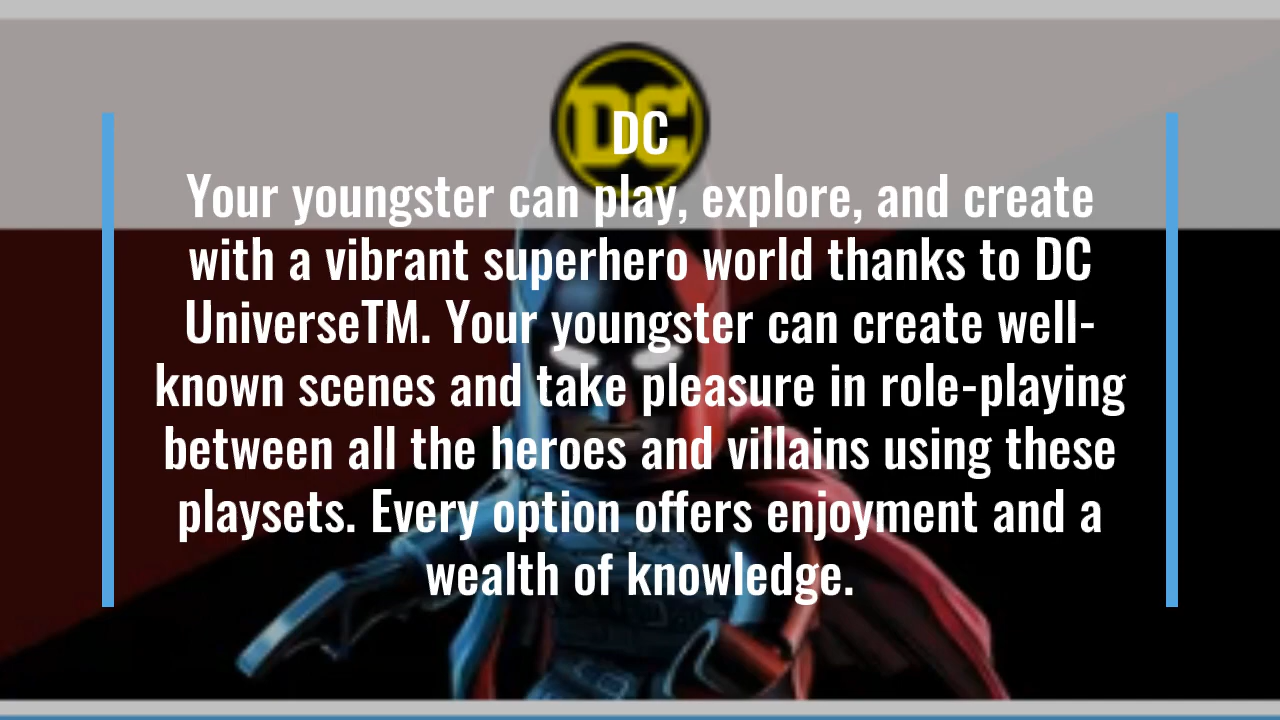 DC
DC
Your youngster can play, explore, and create
with a vibrant superhero world thanks to DC
UniverseTM. Your youngster can create well-
known scenes and take pleasure in role-playing
between all the heroes and villains using these
playsets. Every option offers enjoyment and a
wealth of knowledge.